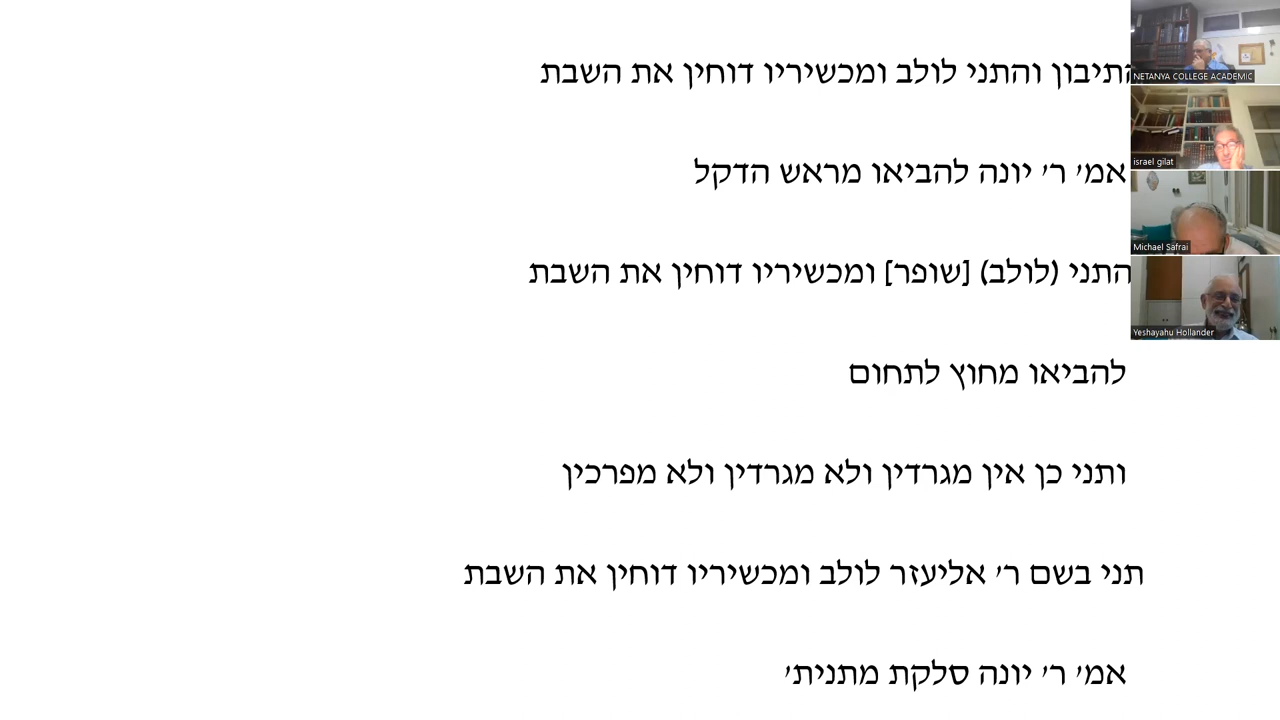 התיבון והתני לולב ומכשיריו דוחין את השבת
אמ׳ ר׳ יונה להביאו מראש הדקל
התני (לולב) [שופר] ומכשיריו דוחין את השבת
להביאו מחוץ לתחום
ותני כן אין מגרדין ולא מגרדין ולא מפרכין
תני בשם ר׳ אליעזר לולב ומכשיריו דוחין את השבת
אמ׳ ר׳ יונה סלקת מתנית׳
NETANYA COLLEGE ACADEMIC
israel gilat
Michael Safrai
Yeshayahu Hollander